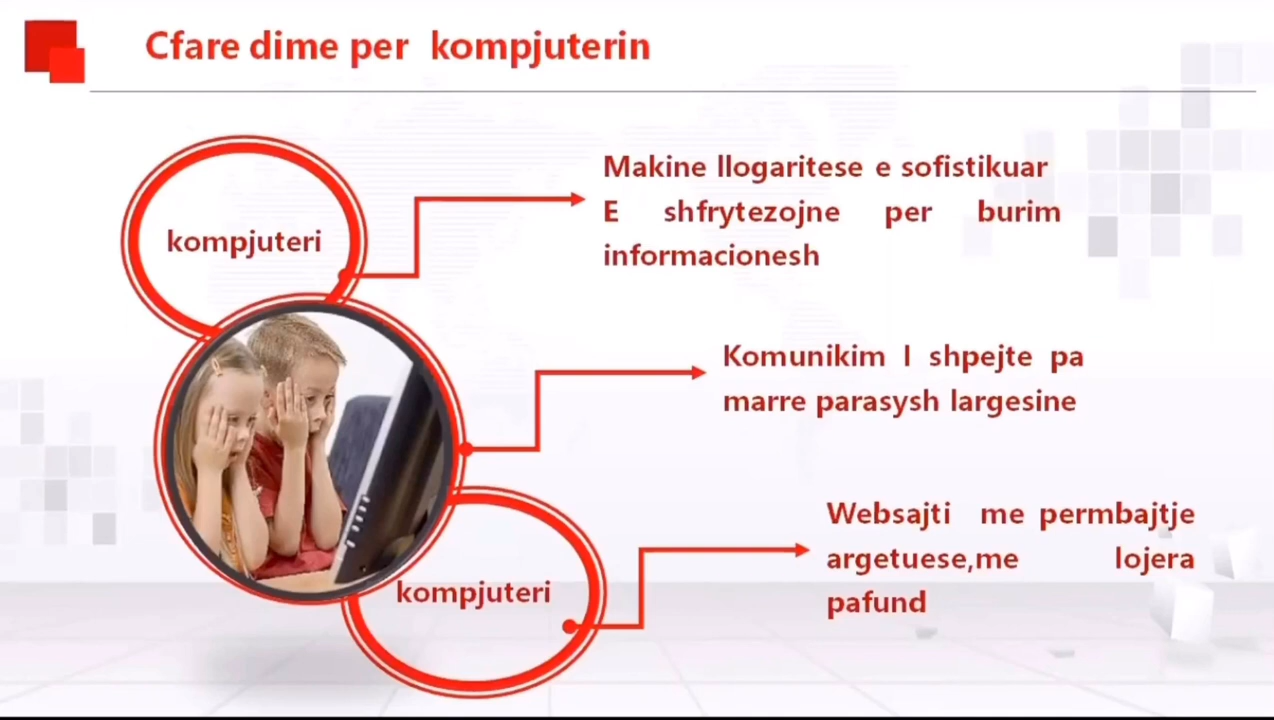 Cfare dime per kompjuterin
kompjuteri
Makine llogaritese e sofistikuar
E shfrytezojne per burim
informacionesh
Komunikim I shpejte pa
marre parasysh largesine
kompjuteri
Websajti me permbajtje
argetuese,me lojera
pafund